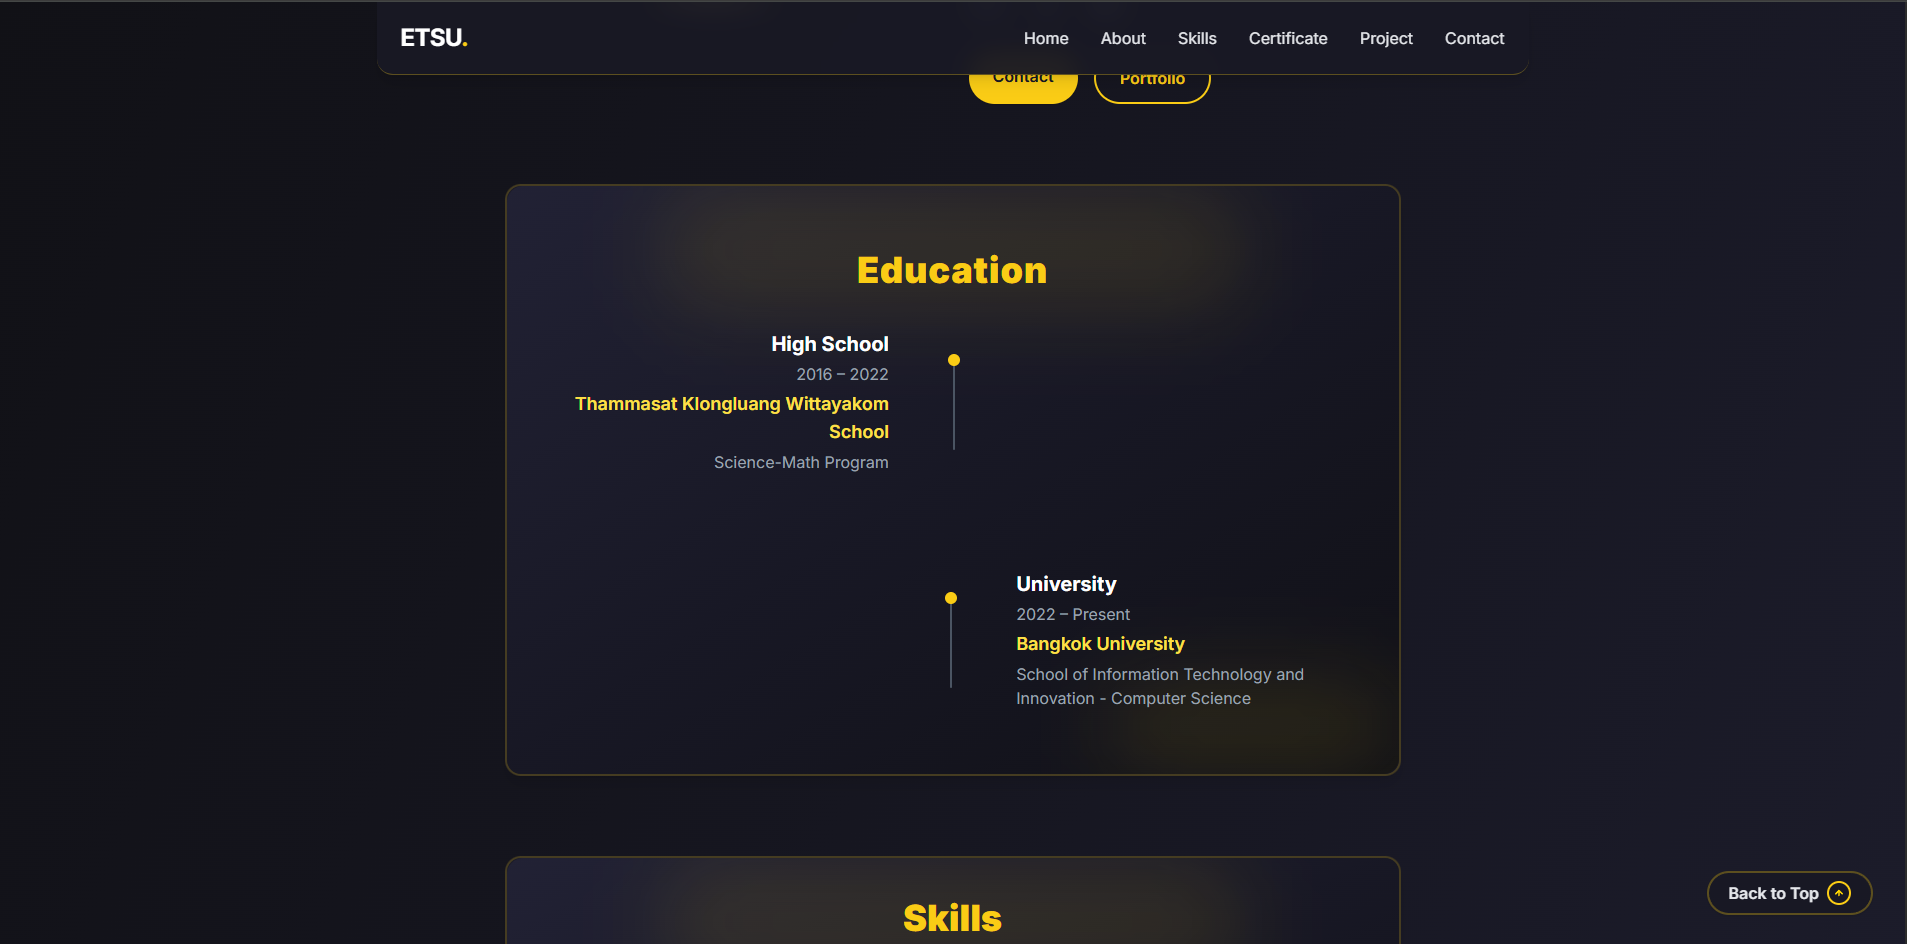 ETSU.
Home
About
Skills
Certificate
Project
Contact
Contact
Portfolio
Education
High School
2016 – 2022
Thammasat Klongluang Wittayakom
School
Science-Math Program
University
2022 – Present
Bangkok University
School of Information Technology and
Innovation - Computer Science
Skills
Back to Top